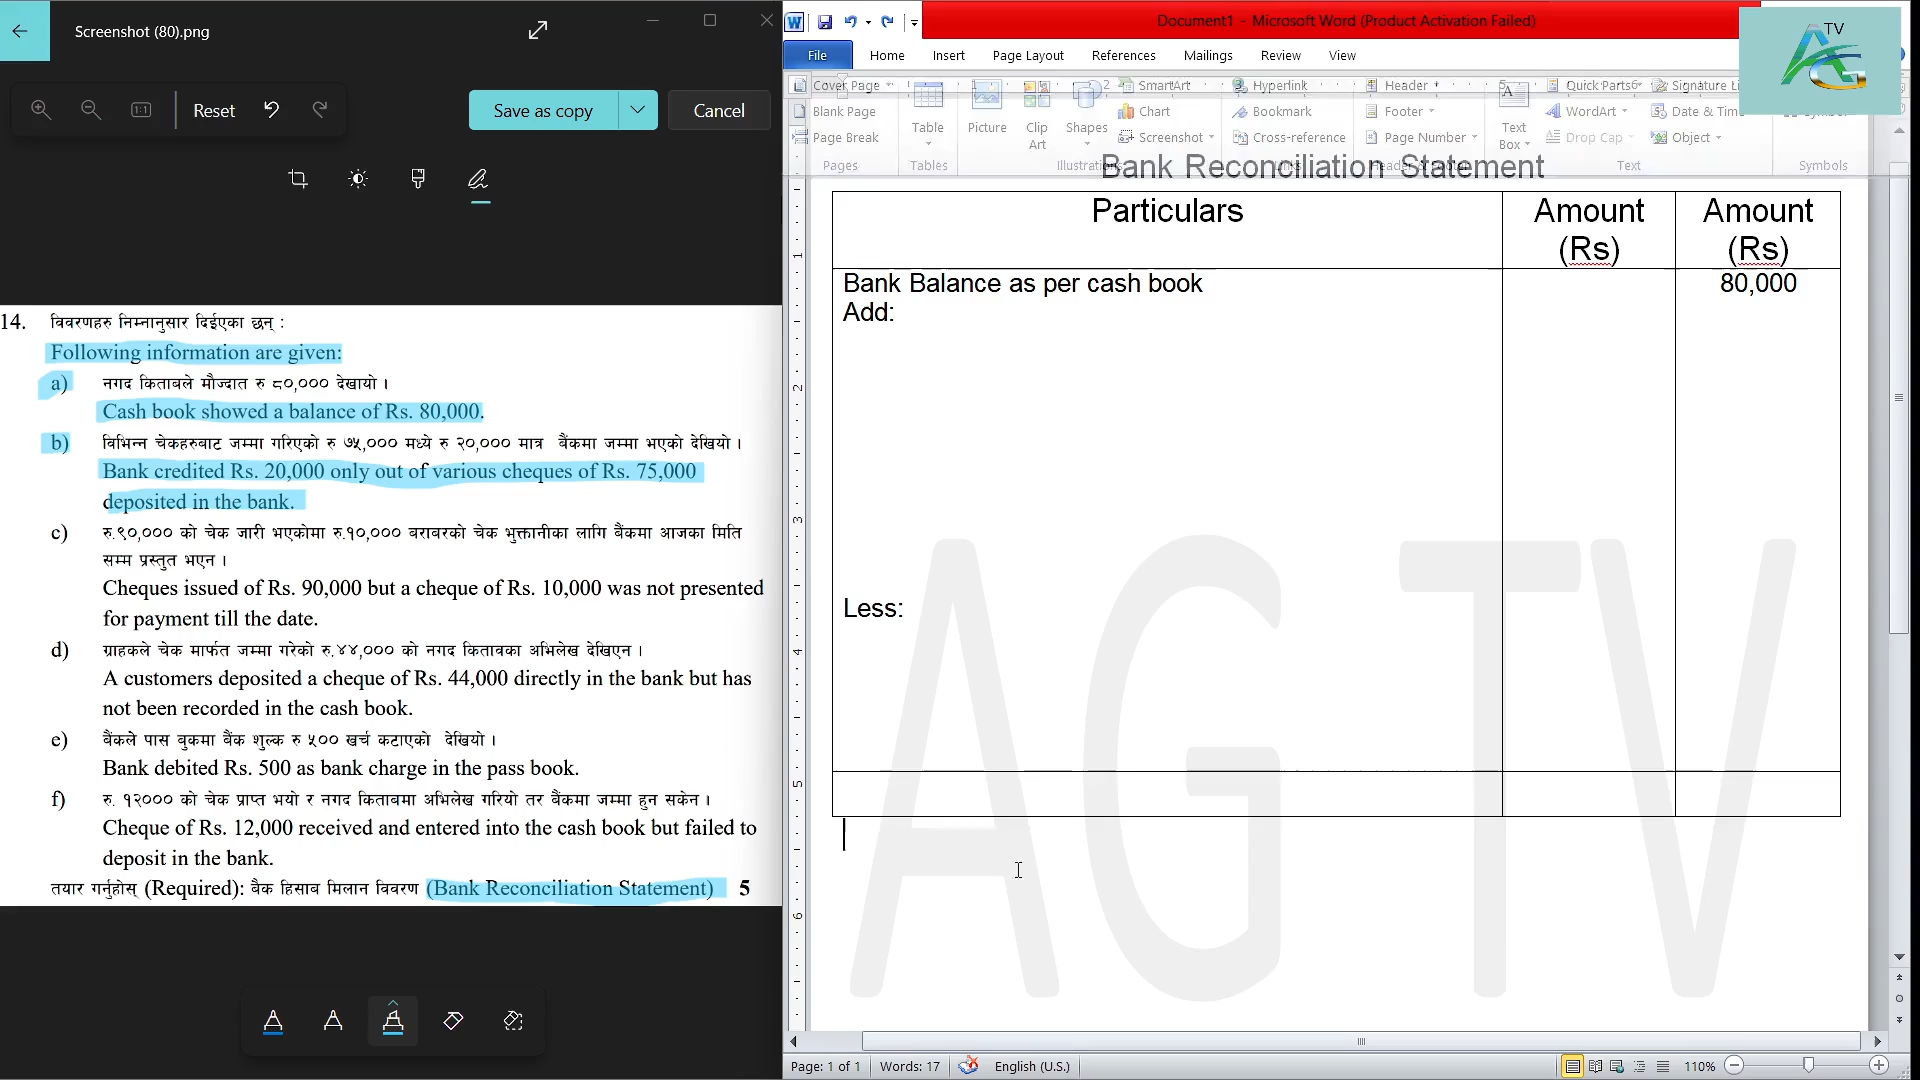 Screenshot (80).png
Reset
Save as copy
Cancel
14. विवरणहरु निम्नानुसार दिईएका छन् :
Following information are given:
a) नगद किताबले मौज्दात रु ८०,००० देखायो ।
Cash book showed a balance of Rs. 80,000.
b) विभिन्न चेकहरुबाट जम्मा गरिएको रु ७५,००० मध्ये रु २०,००० मात्र बैंकमा जम्मा भएको देखियो ।
Bank credited Rs. 20,000 only out of various cheques of Rs. 75,000
deposited in the bank.
c) रु.९०,००० को चेक जारी भएकोमा रु.१०,००० बराबरको चेक भुक्तानीका लागि बैंकमा आजका मिति
सम्म प्रस्तुत भएन ।
Cheques issued of Rs. 90,000 but a cheque of Rs. 10,000 was not presented
for payment till the date.
d) ग्राहकले चेक मार्फत जम्मा गरेको रु.४४,००० को नगद कितावका अभिलेख देखिएन ।
A customers deposited a cheque of Rs. 44,000 directly in the bank but has
not been recorded in the cash book.
e) बैंकले पास बुकमा बैंक शुल्क रु ५०० खर्च कटाएको देखियो ।
Bank debited Rs. 500 as bank charge in the pass book.
f) रु. १२००० को चेक प्राप्त भयो र नगद किताबमा अभिलेख गरियो तर बैंकमा जम्मा हुन सकेन ।
Cheque of Rs. 12,000 received and entered into the cash book but failed to
deposit in the bank.
तयार गर्नुहोस् (Required): बैक हिसाब मिलान विवरण (Bank Reconciliation Statement) 5
Document1 - Microsoft Word (Product Activation Failed)
File Home Insert Page Layout References Mailings Review View
Cover Page
Blank Page
Page Break
Pages
Table
Tables
Picture
Clip Art
Shapes
SmartArt
Chart
Screenshot
Illustrations
Hyperlink
Bookmark
Cross-reference
Header
Footer
Page Number
Text Box
Quick Parts
WordArt
Drop Cap
Signature Li
Date & Time
Object
Text
Symbols
TV
AG
Bank Reconciliation Statement
Particulars Amount (Rs) Amount (Rs)
Bank Balance as per cash book 80,000
Add:
Less:
AG TV
Page: 1 of 1 Words: 17 English (U.S.) 110%